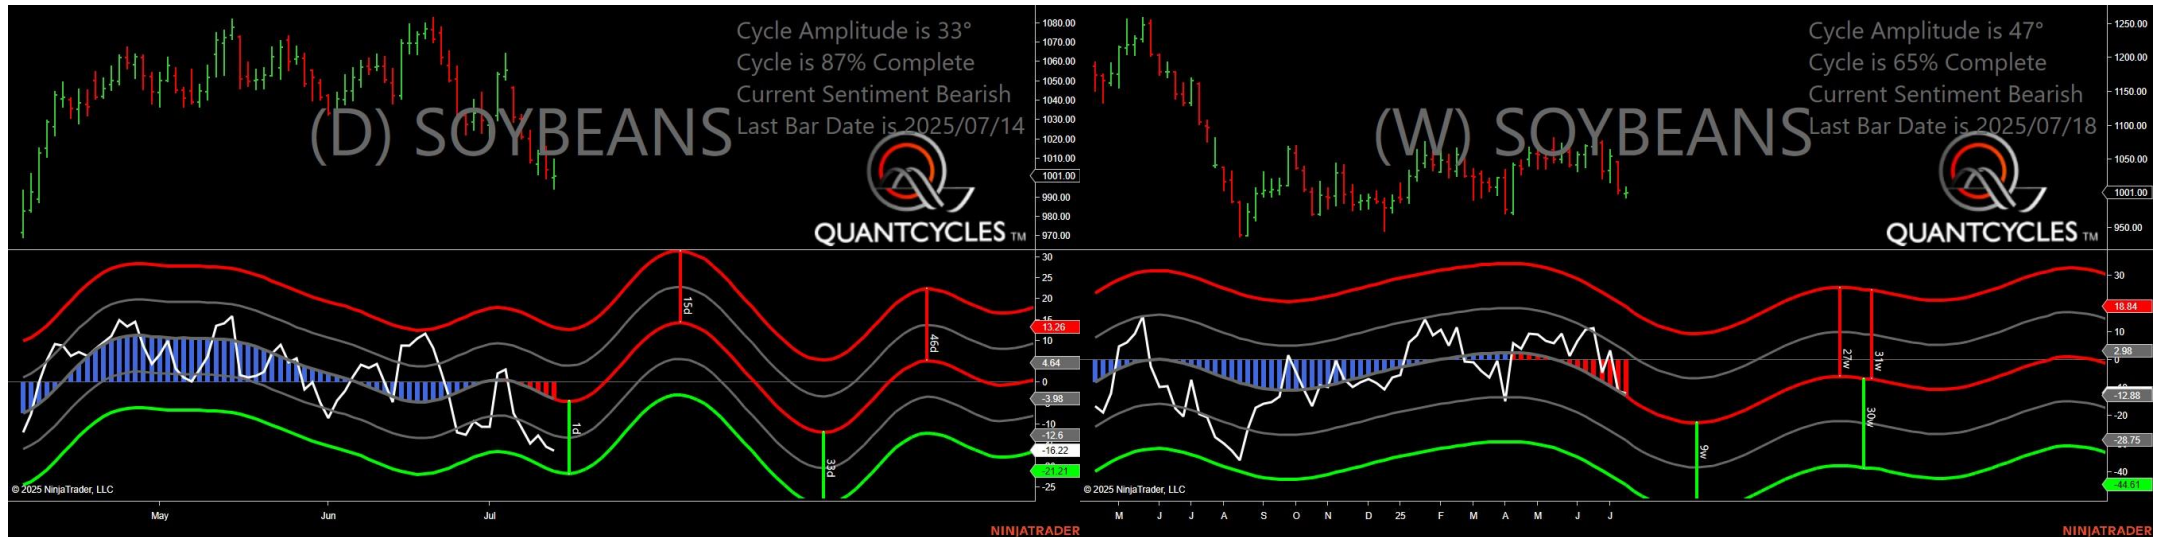 Cycle Amplitude is 33°
Cycle is 87% Complete
Current Sentiment Bearish
Last Bar Date is 2025/07/14
(D) SOYBEANS
QUANTCYCLES TM
1080.00
1070.00
1060.00
1050.00
1040.00
1030.00
1020.00
1010.00
1001.00
990.00
980.00
970.00
30
25
20
15
13.26
10
4.64
0
-3.98
-10
-12.6
-16.22
-21.21
-25
15d
46d
1d
33d
© 2025 NinjaTrader, LLC
May
Jun
Jul
NINJATRADER
Cycle Amplitude is 47°
Cycle is 65% Complete
Current Sentiment Bearish
Last Bar Date is 2025/07/18
(W) SOYBEANS
QUANTCYCLES TM
1250.00
1200.00
1150.00
1100.00
1050.00
1001.00
950.00
30
18.84
10
2.98
0
-12.88
-20
-28.75
-40
-44.61
27w
31w
30w
9w
© 2025 NinjaTrader, LLC
M
J
J
A
S
O
N
D
25
F
M
A
M
J
J
NINJATRADER